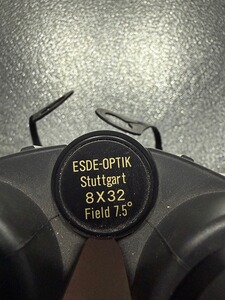 ESDE-OPTIK
Stuttgart
8X32
Field 7.5°